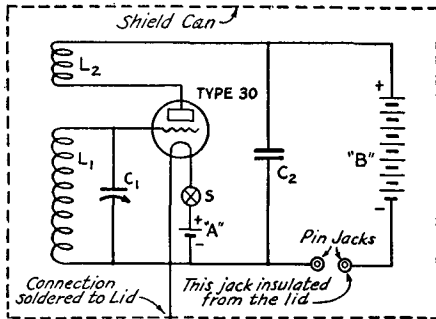 Shield Can
L2
TYPE 30
+
L1
C1
S
C2
"B"
+
"A"
-
-
Pin Jacks
Connection
soldered to Lid
This jack insulated
from the lid